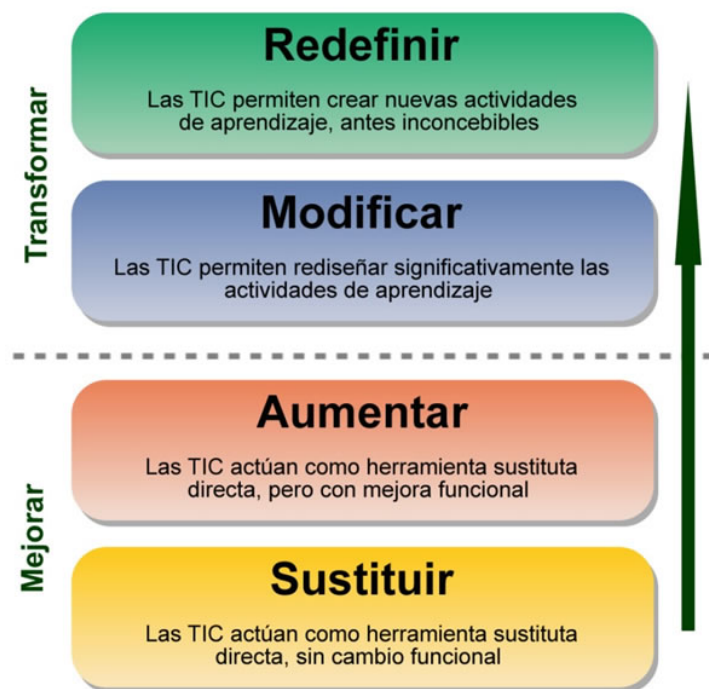 Transformar
Redefinir
Las TIC permiten crear nuevas actividades
de aprendizaje, antes inconcebibles
Modificar
Las TIC permiten rediseñar significativamente las
actividades de aprendizaje
Mejorar
Aumentar
Las TIC actúan como herramienta sustituta
directa, pero con mejora funcional
Sustituir
Las TIC actúan como herramienta sustituta
directa, sin cambio funcional